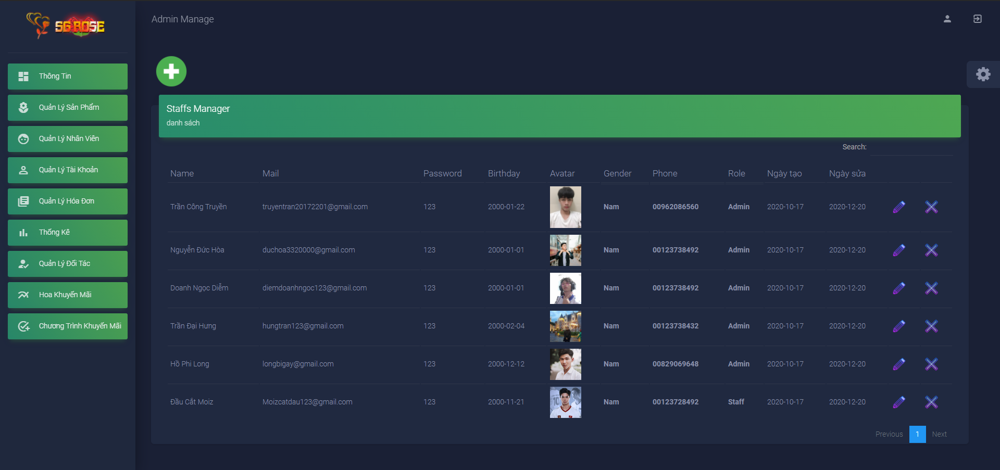 SG ROSE
Admin Manage
Thông Tin
Quản Lý Sản Phẩm
Quản Lý Nhân Viên
Quản Lý Tài Khoản
Quản Lý Hóa Đơn
Thống Kê
Quản Lý Đối Tác
Hoa Khuyến Mãi
Chương Trình Khuyến Mãi
Staffs Manager
danh sách
Search:
Name Mail Password Birthday Avatar Gender Phone Role Ngày tạo Ngày sửa
Trần Công Truyền truyentran20172201@gmail.com 123 2000-01-22 Nam 00962086560 Admin 2020-10-17 2020-12-20
Nguyễn Đức Hòa duchoa3320000@gmail.com 123 2000-01-01 Nam 00123738492 Admin 2020-10-17 2020-12-20
Doanh Ngọc Diễm diemdoanhngoc123@gmail.com 123 2000-01-01 Nam 00123738492 Admin 2020-10-17 2020-12-20
Trần Đại Hưng hungtran123@gmail.com 123 2000-02-04 Nam 00123738432 Admin 2020-10-17 2020-12-20
Hồ Phi Long longbigay@gmail.com 123 2000-12-12 Nam 00829069648 Admin 2020-10-17 2020-12-20
Đầu Cắt Moiz Moizcatdau123@gmail.com 123 2000-11-21 Nam 00123728492 Staff 2020-10-17 2020-12-20
Previous 1 Next